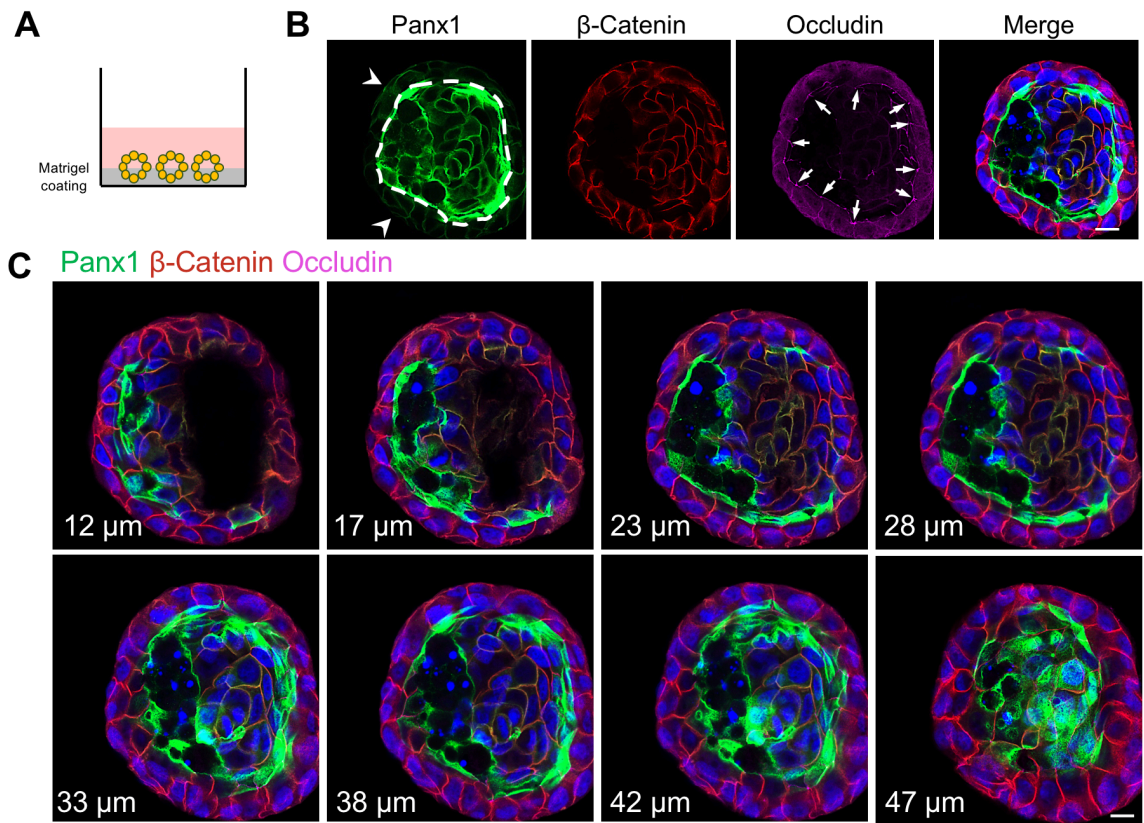 A
B
Panx1
β-Catenin
Occludin
Merge
Matrigel
coating
C
Panx1 β-Catenin Occludin
12 µm
17 µm
23 µm
28 µm
33 µm
38 µm
42 µm
47 µm